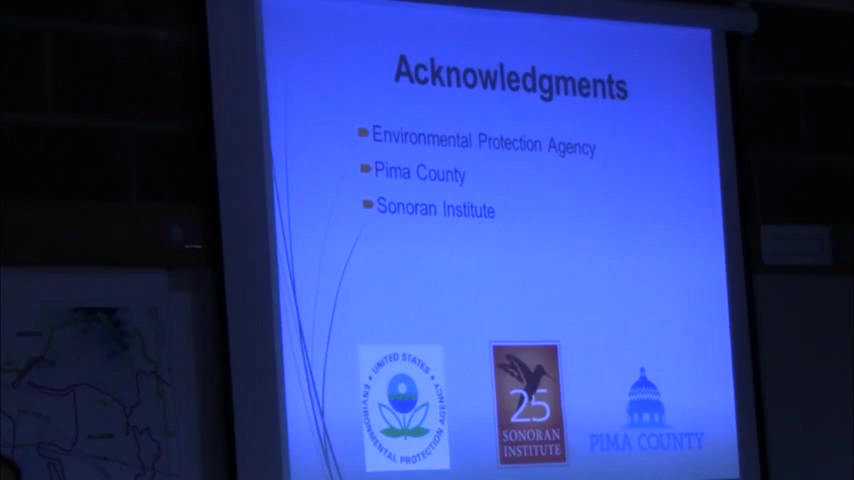 Acknowledgments
Environmental Protection Agency
Pima County
Sonoran Institute
UNITED STATES
ENVIRONMENTAL PROTECTION AGENCY
25
SONORAN
INSTITUTE
PIMA COUNTY